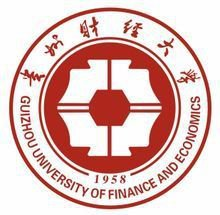 贵州财经大学
1958
GUIZHOU UNIVERSITY OF FINANCE AND ECONOMICS